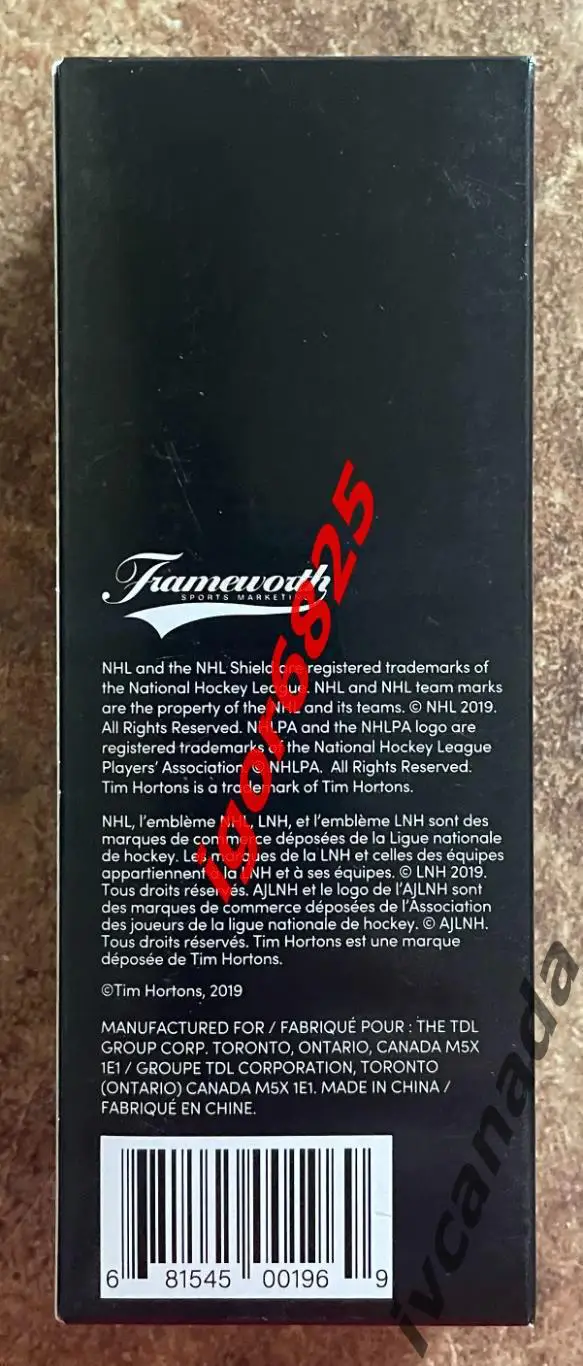 Frameworth
SPORTS MARKETING
NHL and the NHL Shield are registered trademarks of
the National Hockey League. NHL and NHL team marks
are the property of the NHL and its teams. © NHL 2019.
All Rights Reserved. NHLPA and the NHLPA logo are
registered trademarks of the National Hockey League
Players' Association © NHLPA. All Rights Reserved.
Tim Hortons is a trademark of Tim Hortons.
NHL, l'emblème NHL, LNH, et l'emblème LNH sont des
marques de commerce déposées de la Ligue nationale
de hockey. Les marques de la LNH et celles des équipes
appartiennent à la LNH et à ses équipes. © LNH 2019.
Tous droits réservés. AJLNH et le logo de l'AJLNH sont
des marques de commerce déposées de l'Association
des joueurs de la ligue nationale de hockey. © AJLNH.
Tous droits réservés. Tim Hortons est une marque
déposée de Tim Hortons.
©Tim Hortons, 2019
MANUFACTURED FOR / FABRIQUÉ POUR : THE TDL
GROUP CORP. TORONTO, ONTARIO, CANADA M5X
1E1 / GROUPE TDL CORPORATION, TORONTO
(ONTARIO) CANADA M5X 1E1. MADE IN CHINA /
FABRIQUÉ EN CHINE.
6 81545 00196 9
igor6825
ivcanada